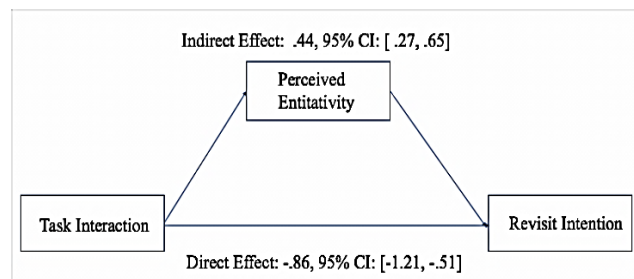 Indirect Effect: .44, 95% CI: [ .27, .65]
Perceived
Entitativity
Task Interaction
Revisit Intention
Direct Effect: -.86, 95% CI: [-1.21, -.51]